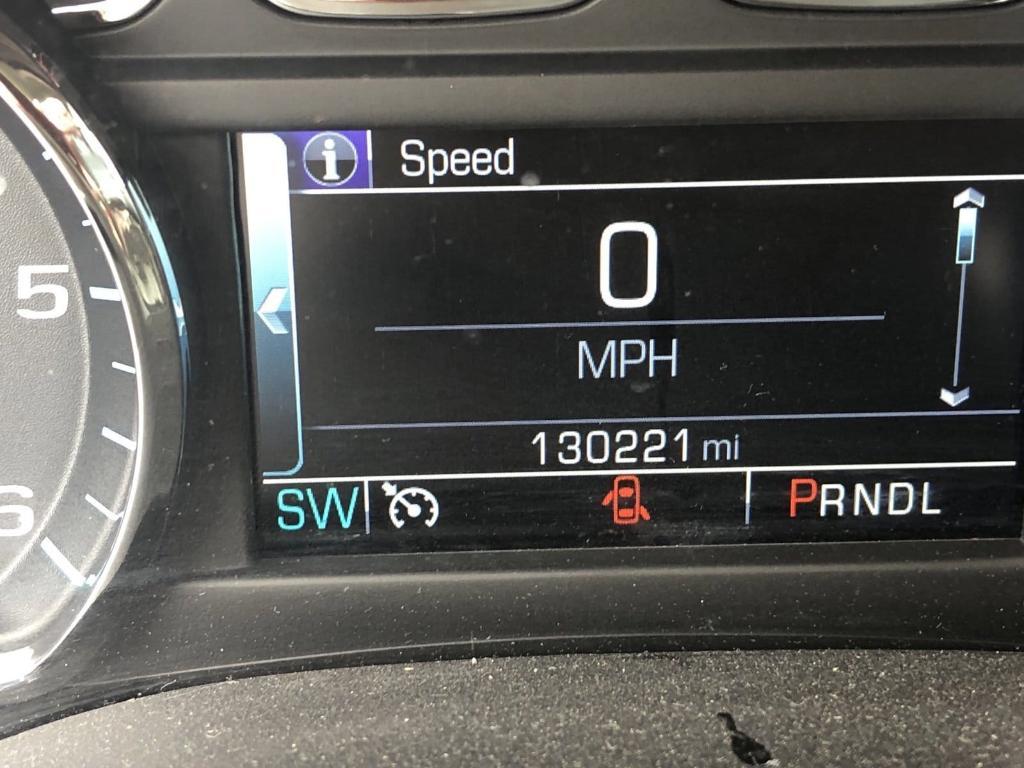 i Speed
0
MPH
130221 mi
SW PRNDL
5
6